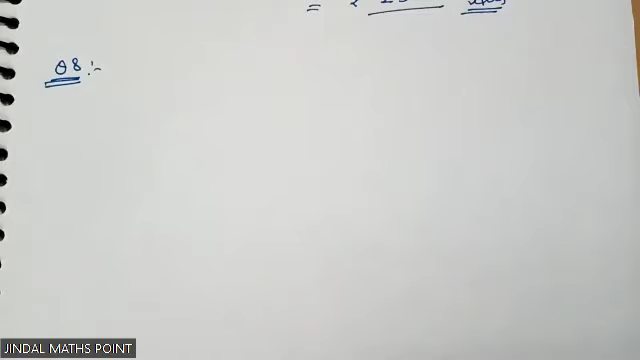 =
Q8 :-
JINDAL MATHS POINT